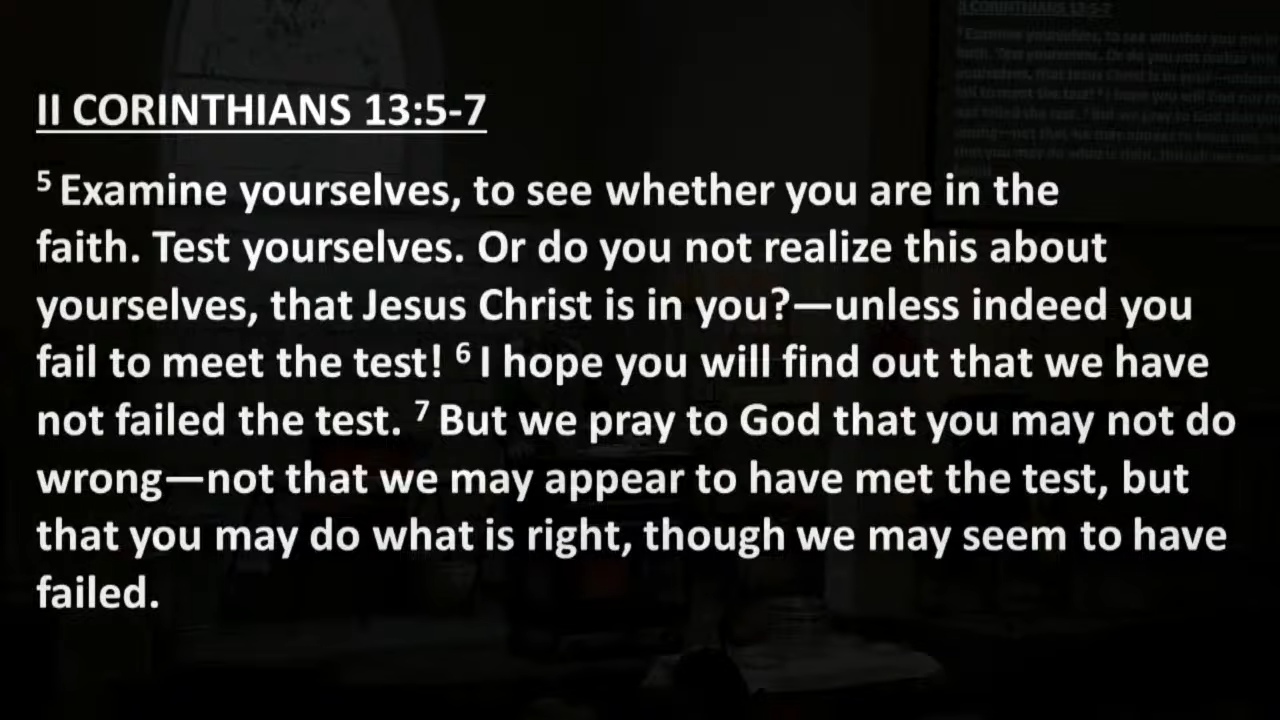 II CORINTHIANS 13:5-7
⁵ Examine yourselves, to see whether you are in the
faith. Test yourselves. Or do you not realize this about
yourselves, that Jesus Christ is in you?—unless indeed you
fail to meet the test! ⁶ I hope you will find out that we have
not failed the test. ⁷ But we pray to God that you may not do
wrong—not that we may appear to have met the test, but
that you may do what is right, though we may seem to have
failed.